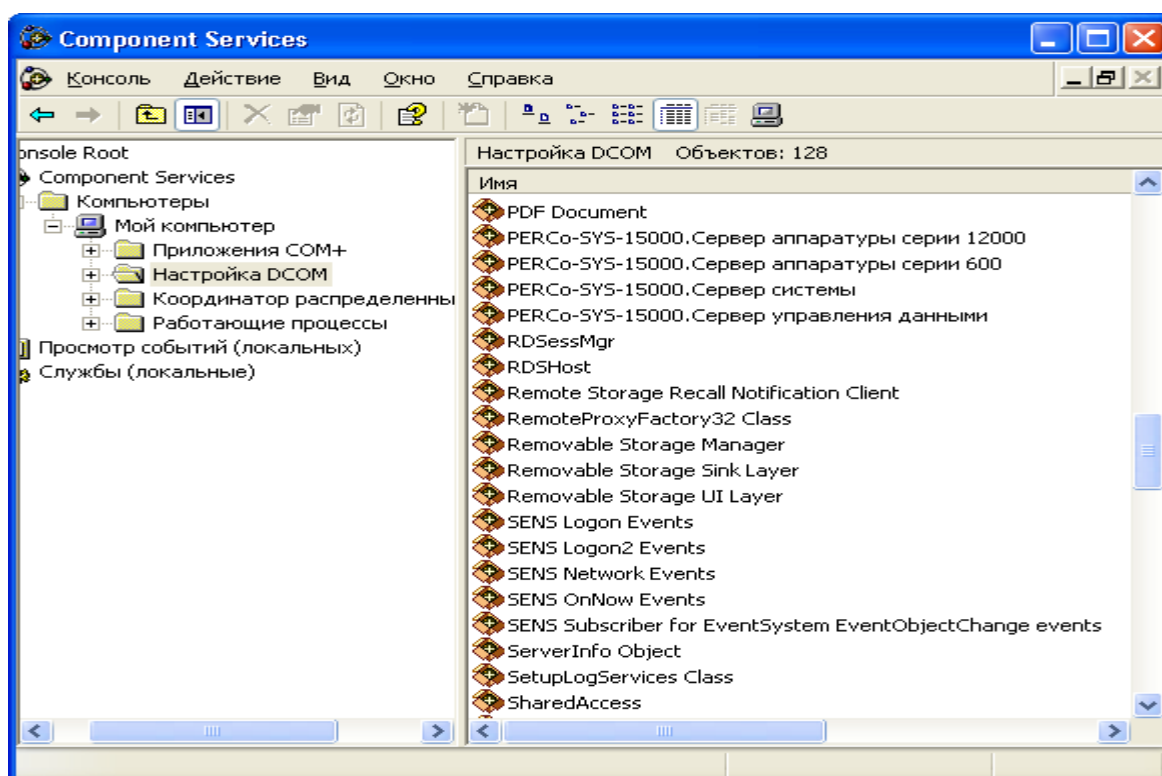 Component Services
Консоль Действие Вид Окно Справка
onsole Root
Component Services
Компьютеры
Мой компьютер
Приложения COM+
Настройка DCOM
Координатор распределенны
Работающие процессы
Просмотр событий (локальных)
Службы (локальные)
Настройка DCOM Объектов: 128
Имя
PDF Document
PERCo-SYS-15000.Сервер аппаратуры серии 12000
PERCo-SYS-15000.Сервер аппаратуры серии 600
PERCo-SYS-15000.Сервер системы
PERCo-SYS-15000.Сервер управления данными
RDSessMgr
RDSHost
Remote Storage Recall Notification Client
RemoteProxyFactory32 Class
Removable Storage Manager
Removable Storage Sink Layer
Removable Storage UI Layer
SENS Logon Events
SENS Logon2 Events
SENS Network Events
SENS OnNow Events
SENS Subscriber for EventSystem EventObjectChange events
ServerInfo Object
SetupLogServices Class
SharedAccess